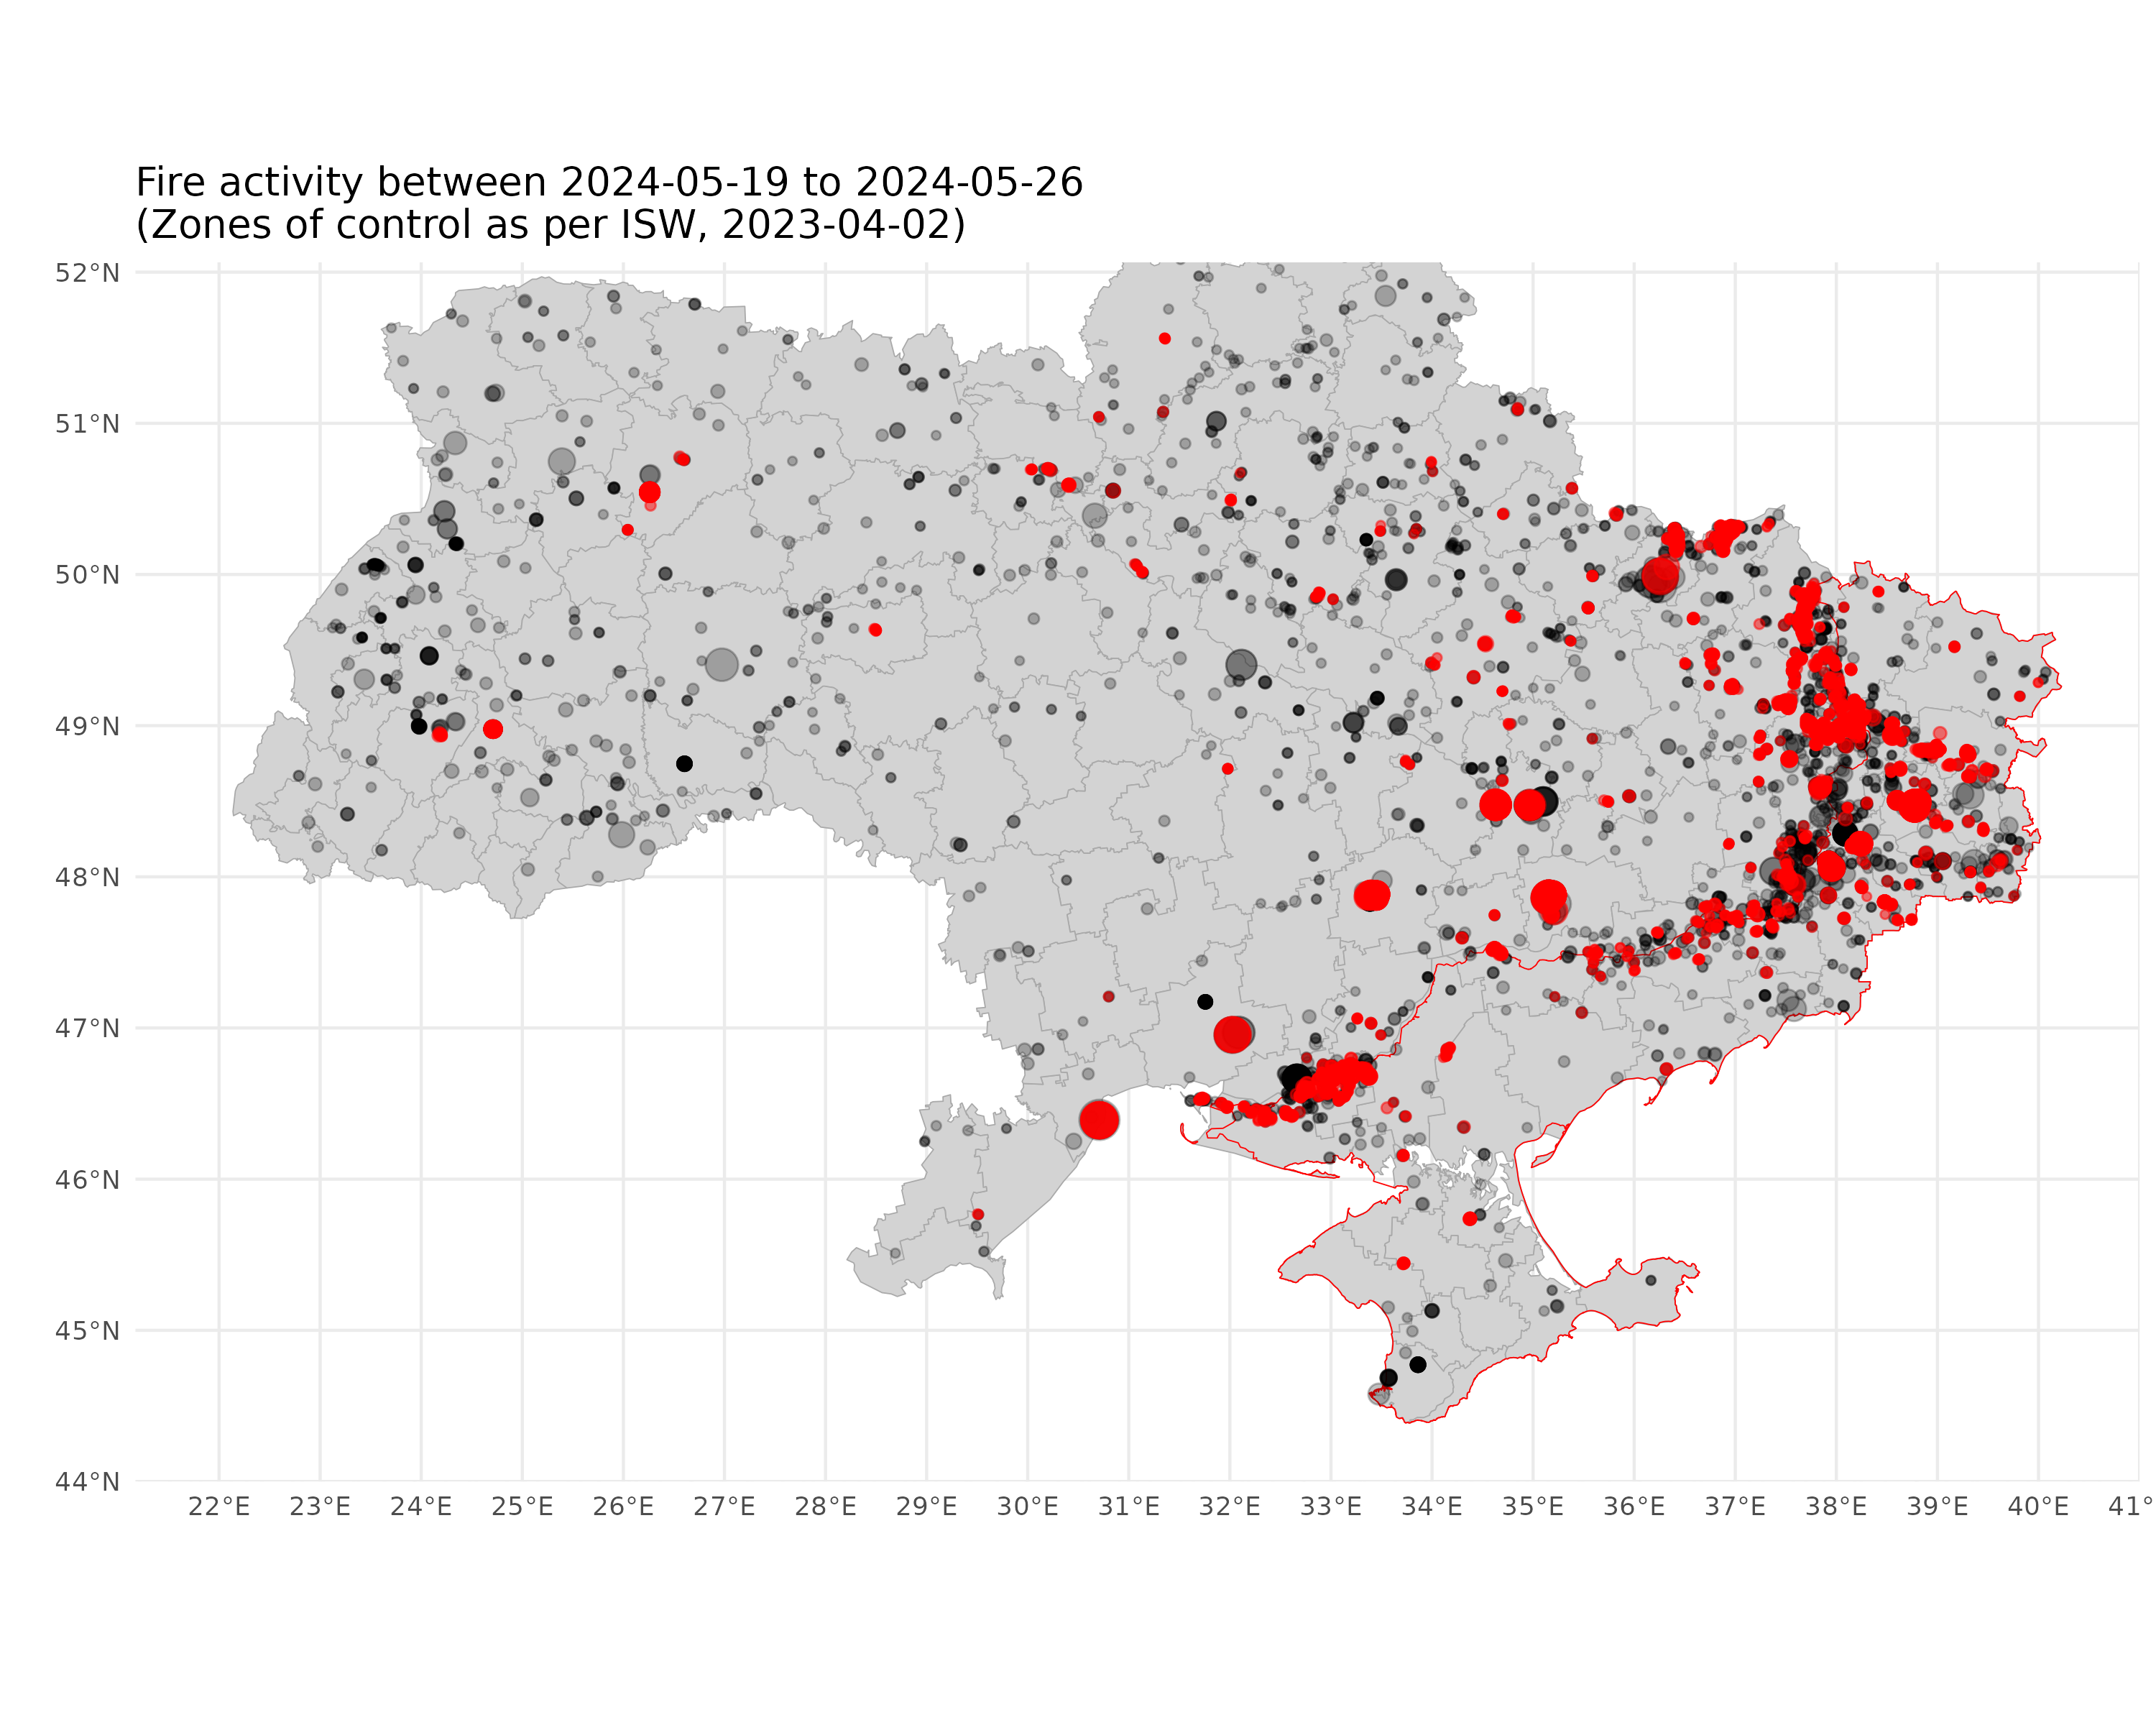 Fire activity between 2024-05-19 to 2024-05-26
(Zones of control as per ISW, 2023-04-02)
52°N
51°N
50°N
49°N
48°N
47°N
46°N
45°N
44°N
22°E 23°E 24°E 25°E 26°E 27°E 28°E 29°E 30°E 31°E 32°E 33°E 34°E 35°E 36°E 37°E 38°E 39°E 40°E 41°